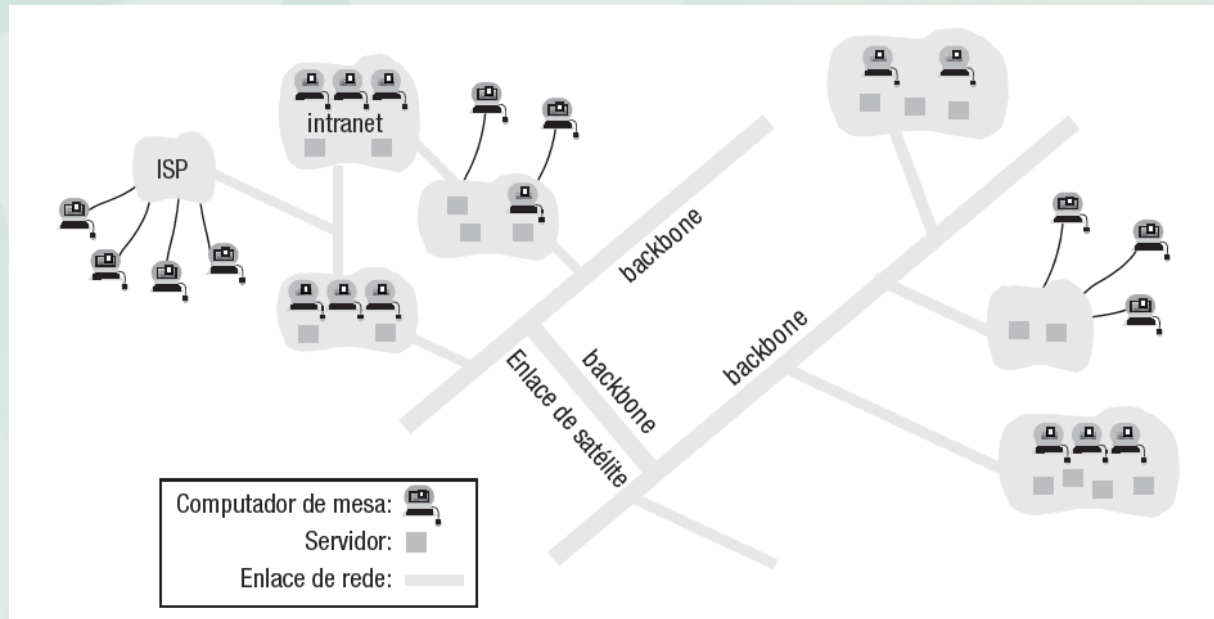 intranet
ISP
backbone
backbone
Enlace de satélite
backbone
Computador de mesa:
Servidor:
Enlace de rede: